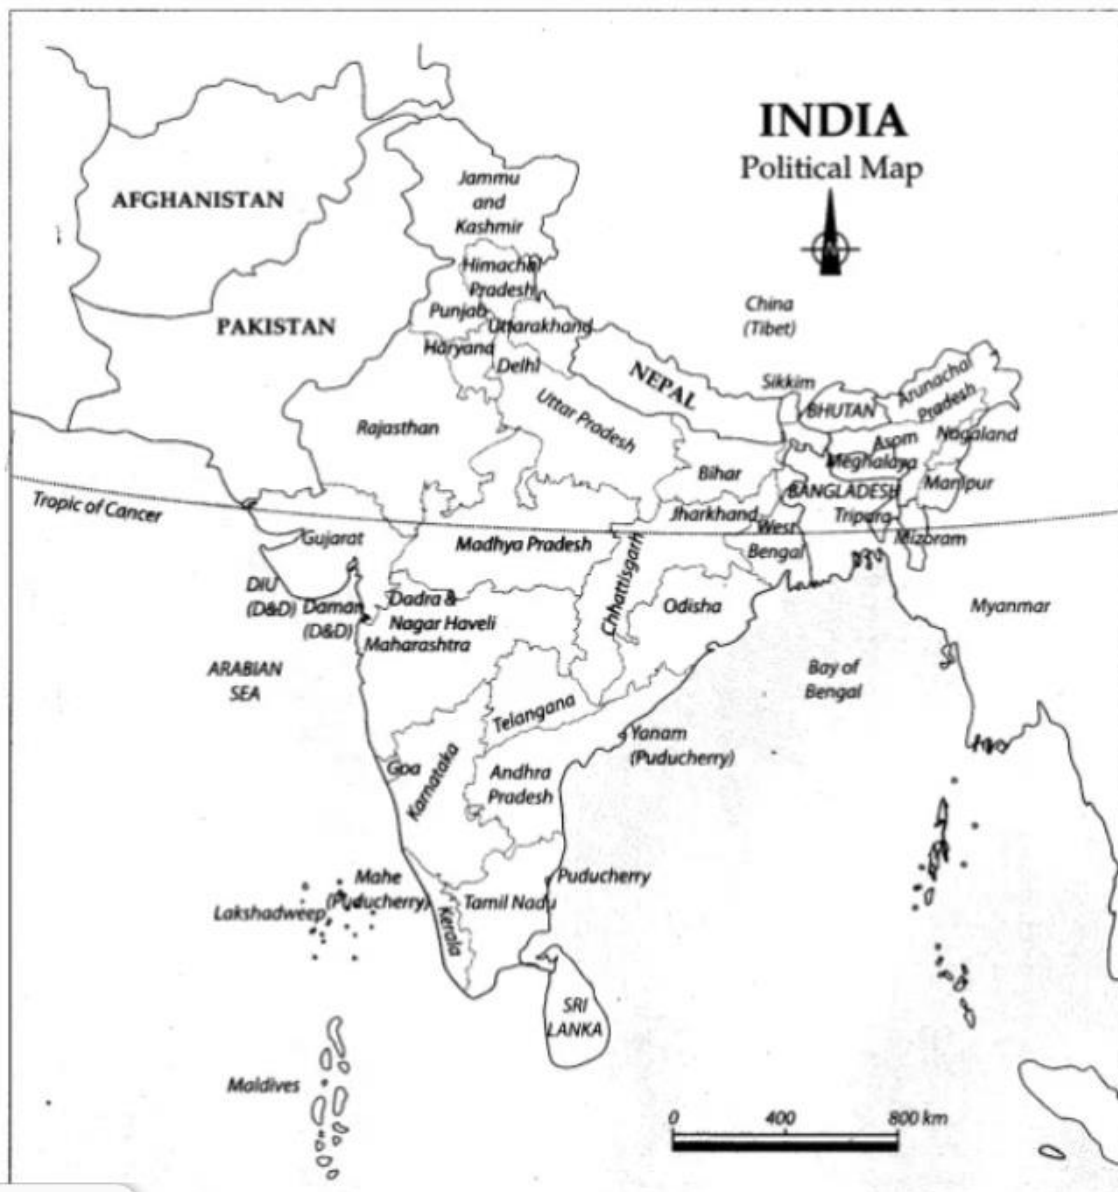 INDIA
Political Map
N
AFGHANISTAN
Jammu
and
Kashmir
Himachal
Pradesh
PAKISTAN
Punjab
Uttarakhand
China
(Tibet)
Haryana
Delhi
NEPAL
Sikkim
BHUTAN
Arunachal
Pradesh
Rajasthan
Uttar Pradesh
Asom
Nagaland
Meghalaya
Bihar
BANGLADESH
Manipur
Tropic of Cancer
Jharkhand
Tripara
West
Bengal
Mizoram
Gujarat
Madhya Pradesh
Chhattisgarh
DIU
(D&D)
Daman
(D&D)
Dadra &
Nagar Haveli
Maharashtra
Odisha
Myanmar
ARABIAN
SEA
Bay of
Bengal
Telangana
Yanam
(Puducherry)
Goa
Karnataka
Andhra
Pradesh
Mahe
(Puducherry)
Puducherry
Lakshadweep
Kerala
Tamil Nadu
SRI
LANKA
Maldives
0 400 800 km